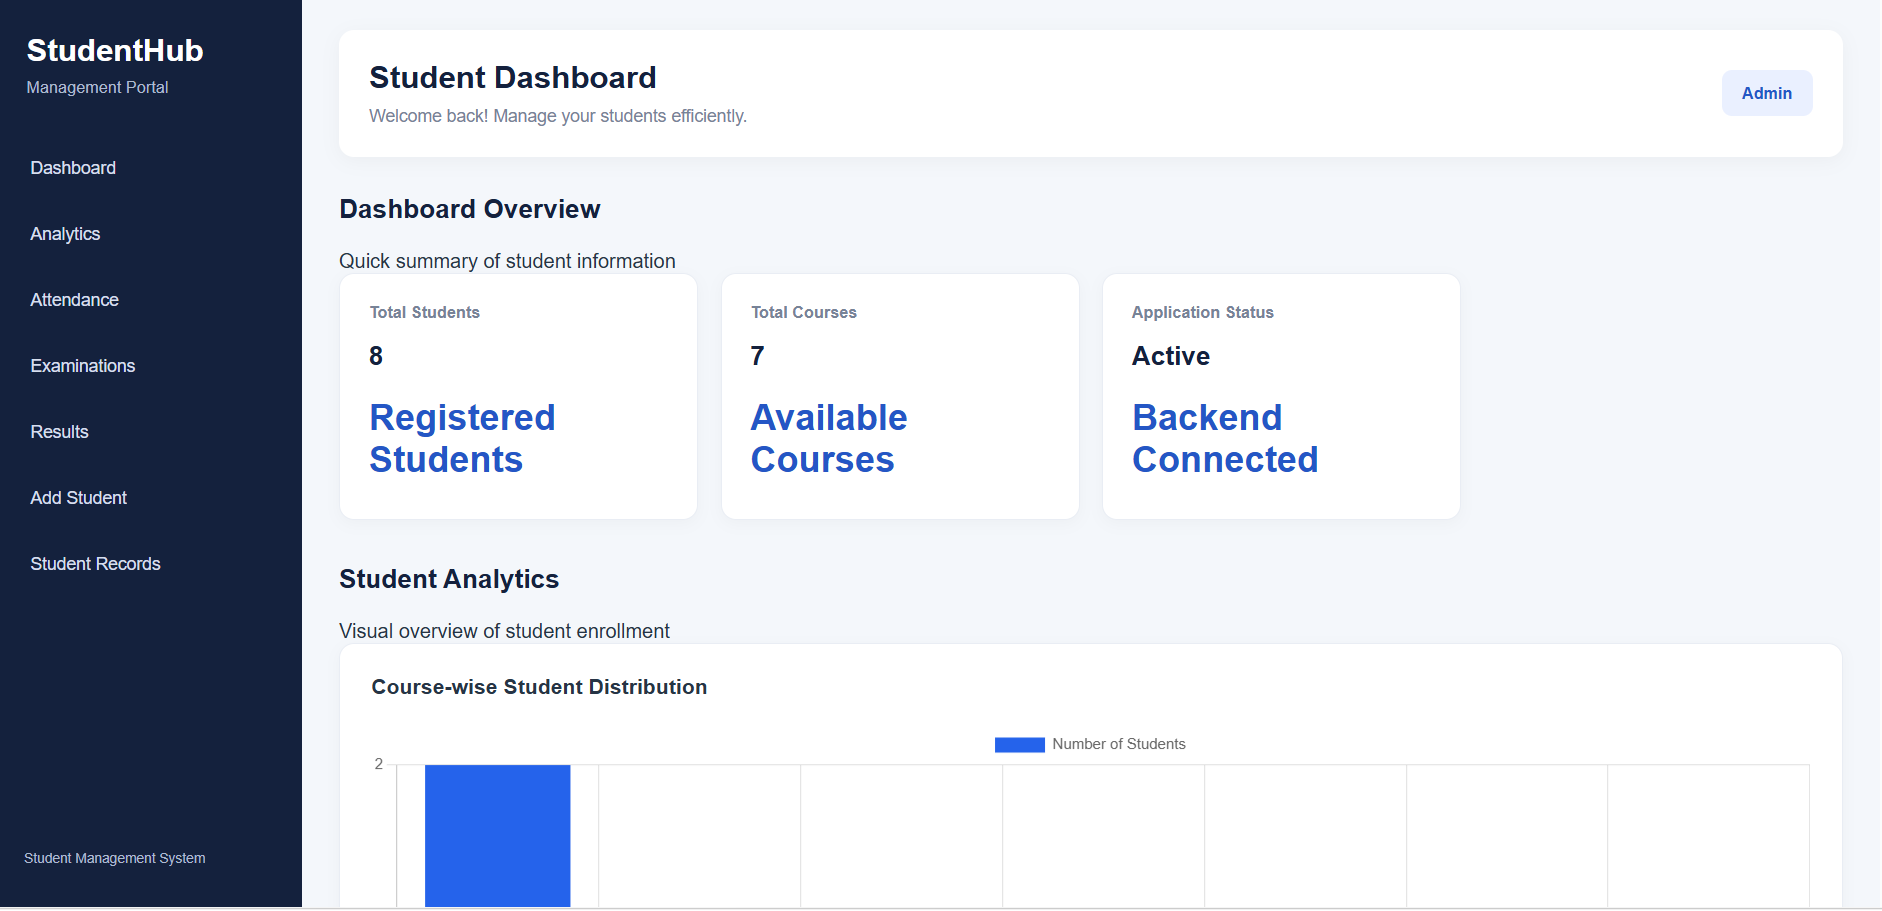 StudentHub
Management Portal
Dashboard
Analytics
Attendance
Examinations
Results
Add Student
Student Records
Student Management System
Student Dashboard
Welcome back! Manage your students efficiently.
Admin
Dashboard Overview
Quick summary of student information
Total Students
8
Registered
Students
Total Courses
7
Available
Courses
Application Status
Active
Backend
Connected
Student Analytics
Visual overview of student enrollment
Course-wise Student Distribution
Number of Students
2